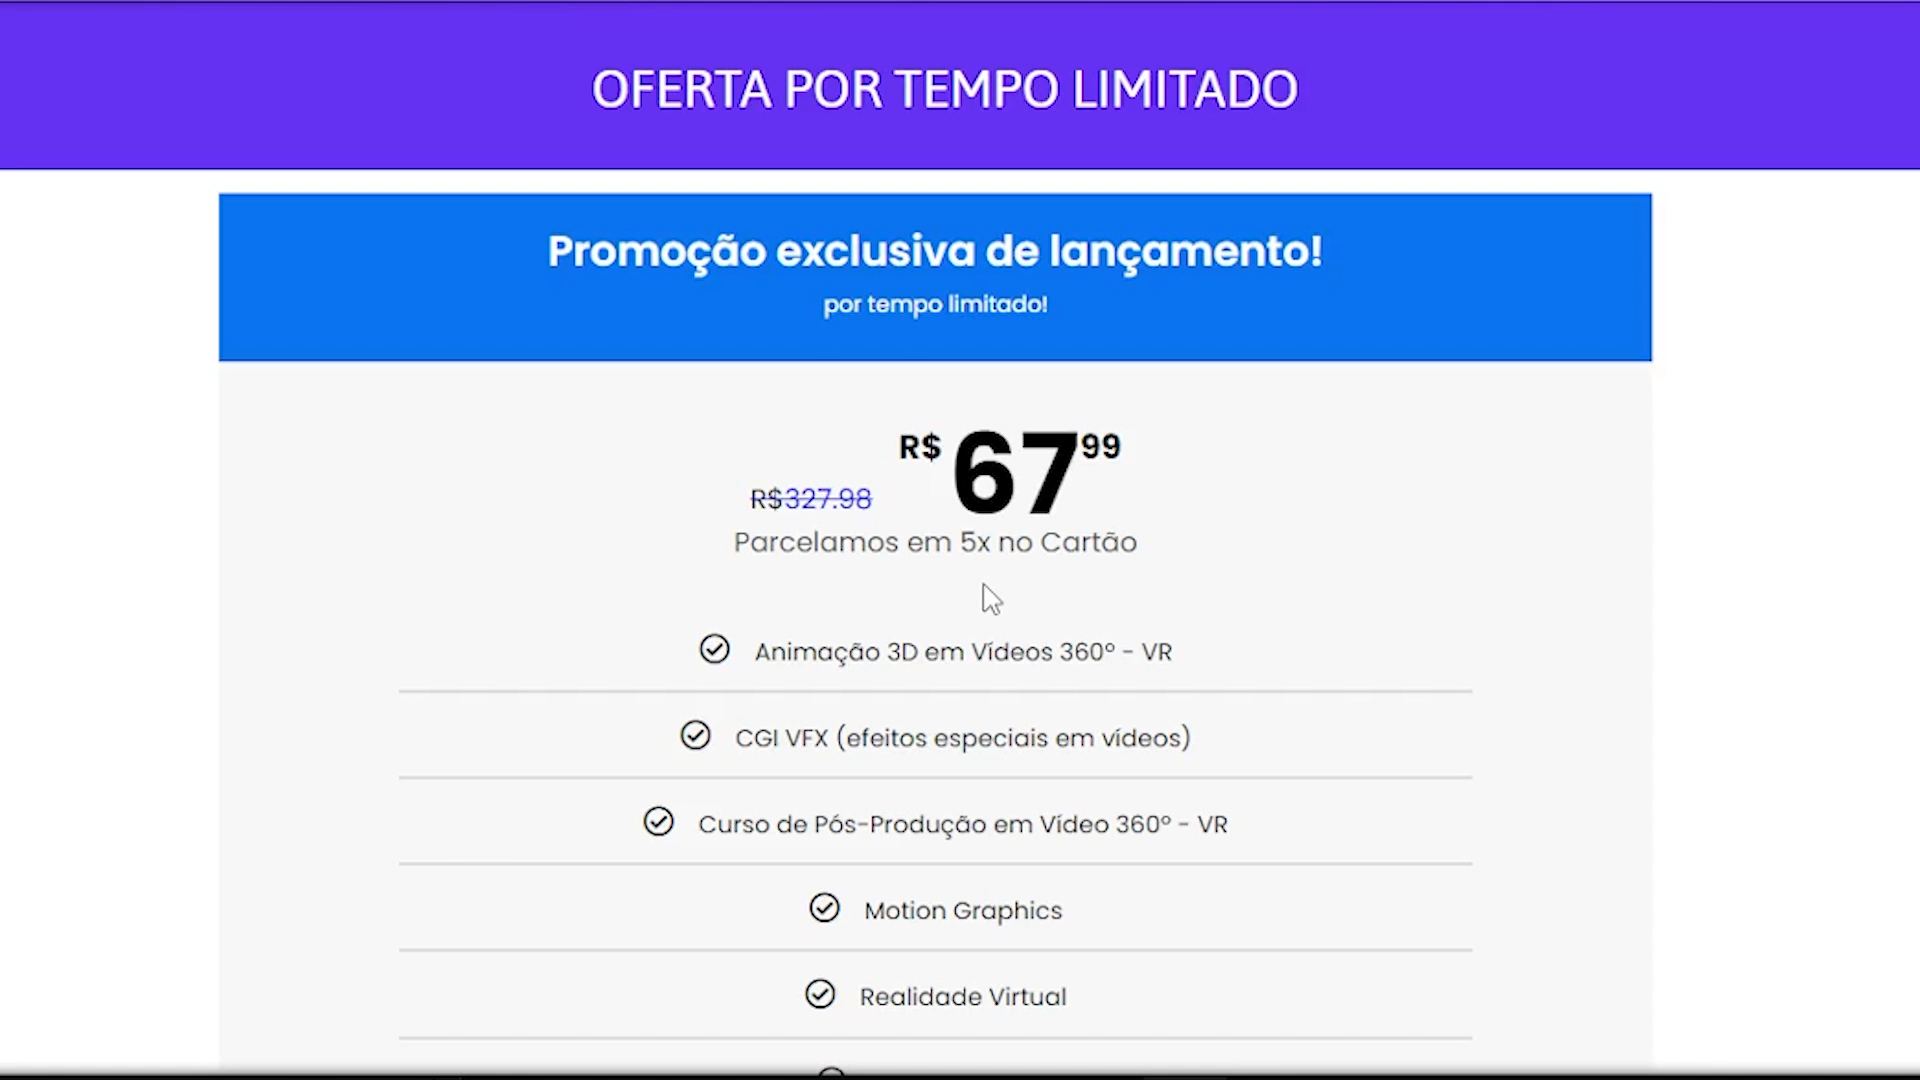 OFERTA POR TEMPO LIMITADO
Promoção exclusiva de lançamento!
por tempo limitado!
R$327.98 R$ 67 99
Parcelamos em 5x no Cartão
Animação 3D em Vídeos 360º - VR
CGI VFX (efeitos especiais em vídeos)
Curso de Pós-Produção em Vídeo 360º - VR
Motion Graphics
Realidade Virtual